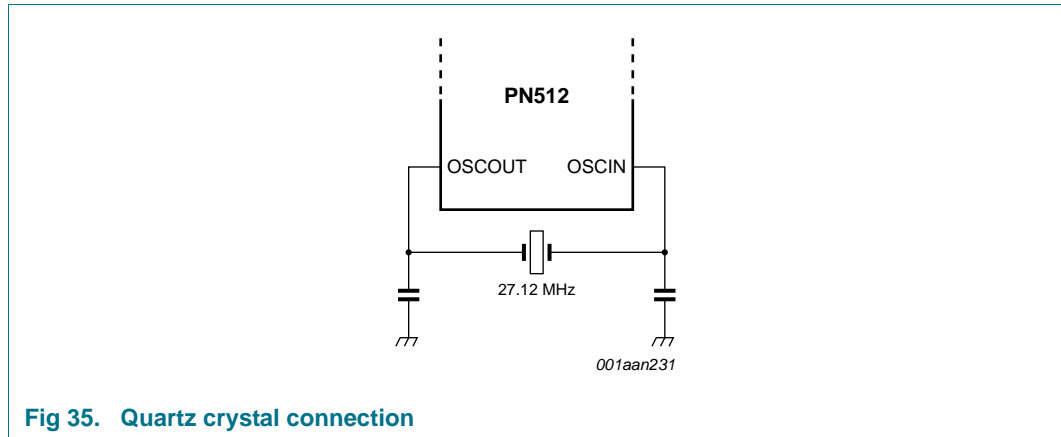 PN512
OSCOUT OSCIN
27.12 MHz
001aan231
Fig 35. Quartz crystal connection